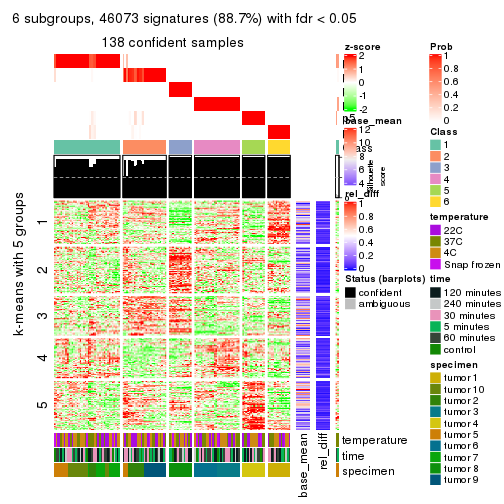 6 subgroups, 46073 signatures (88.7%) with fdr < 0.05
138 confident samples
k-means with 5 groups
1
2
3
4
5
base_mean
rel_diff
temperature
time
specimen
silhouette
score
z-score
2
1
0
-1
-2
base_mean
12
10
8
6
4
rel_diff
1
0.8
0.6
0.4
0.2
0
Status (barplots)
confident
ambiguous
Prob
1
0.8
0.6
0.4
0.2
0
Class
1
2
3
4
5
6
temperature
22C
37C
4C
Snap frozen
time
120 minutes
240 minutes
30 minutes
5 minutes
60 minutes
control
specimen
tumor 1
tumor 10
tumor 2
tumor 3
tumor 4
tumor 5
tumor 6
tumor 7
tumor 8
tumor 9